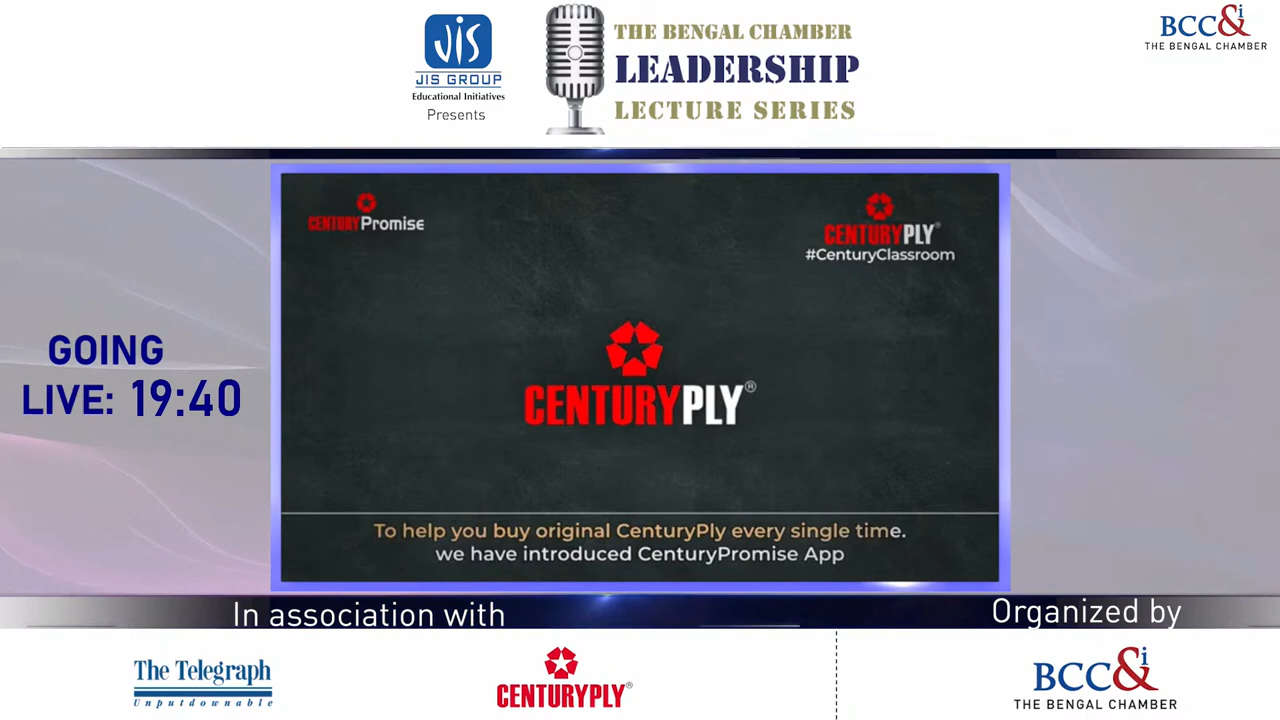 JIS
JIS GROUP
Educational Initiatives
Presents
THE BENGAL CHAMBER
LEADERSHIP
LECTURE SERIES
BCC&i
THE BENGAL CHAMBER
CENTURYPromise
CENTURYPLY®
#CenturyClassroom
GOING
LIVE: 19:40
CENTURYPLY®
To help you buy original CenturyPly every single time.
we have introduced CenturyPromise App
In association with
Organized by
The Telegraph
Unputdownable
CENTURYPLY®
BCC&i
THE BENGAL CHAMBER